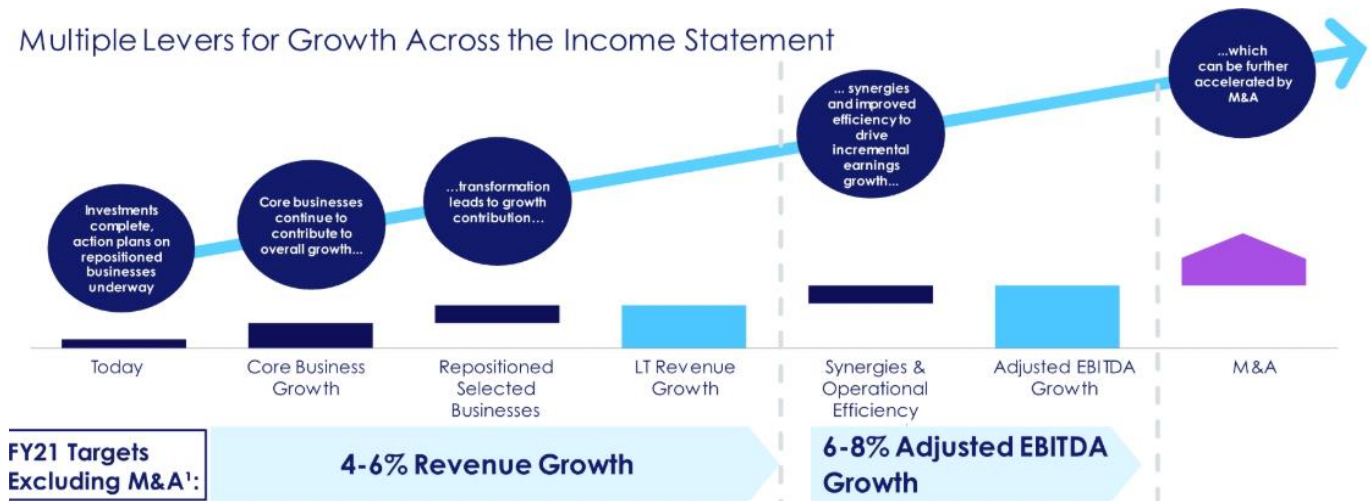 Multiple Levers for Growth Across the Income Statement
Investments
complete,
action plans on
repositioned
businesses
underway
Core businesses
continue to
contribute to
overall growth...
...transformation
leads to growth
contribution...
... synergies
and improved
efficiency to
drive
incremental
earnings
growth...
...which
can be further
accelerated by
M&A
Today
Core Business
Growth
Repositioned
Selected
Businesses
LT Revenue
Growth
Synergies &
Operational
Efficiency
Adjusted EBITDA
Growth
M&A
FY21 Targets
Excluding M&A¹:
4-6% Revenue Growth
6-8% Adjusted EBITDA
Growth